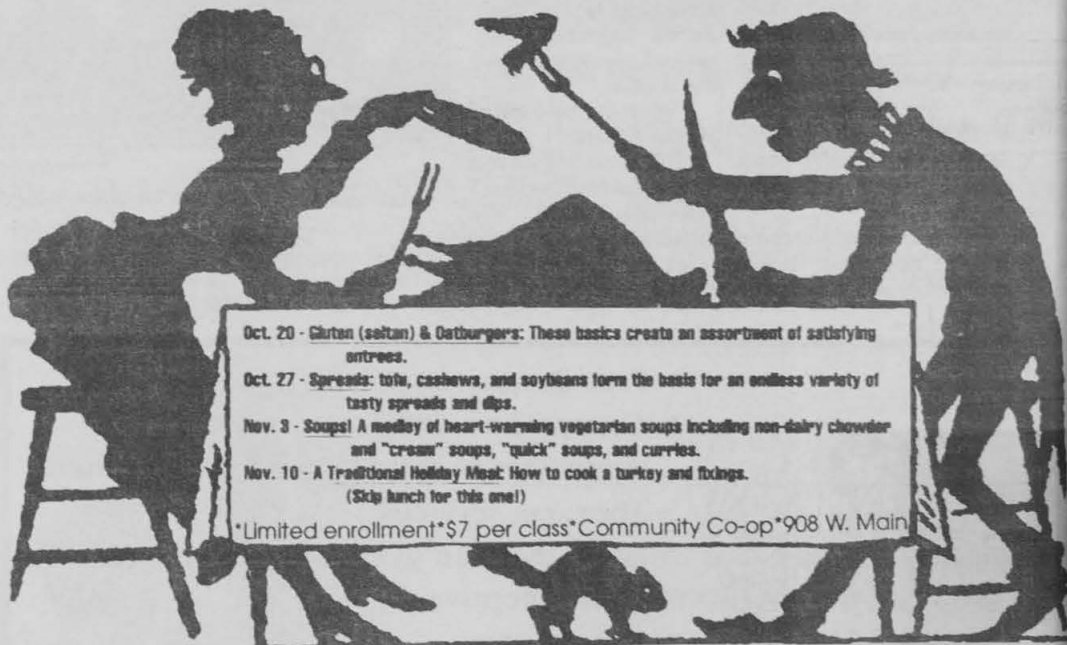 Oct. 20 - Gluten (seitan) & Oatburgers: These basics create an assortment of satisfying
entrees.
Oct. 27 - Spreads: tofu, cashews, and soybeans form the basis for an endless variety of
tasty spreads and dips.
Nov. 3 - Soups! A medley of heart-warming vegetarian soups including non-dairy chowder
and "cream" soups, "quick" soups, and curries.
Nov. 10 - A Traditional Holiday Meal: How to cook a turkey and fixings.
(Skip lunch for this one!)
*Limited enrollment*$7 per class*Community Co-op*908 W. Main